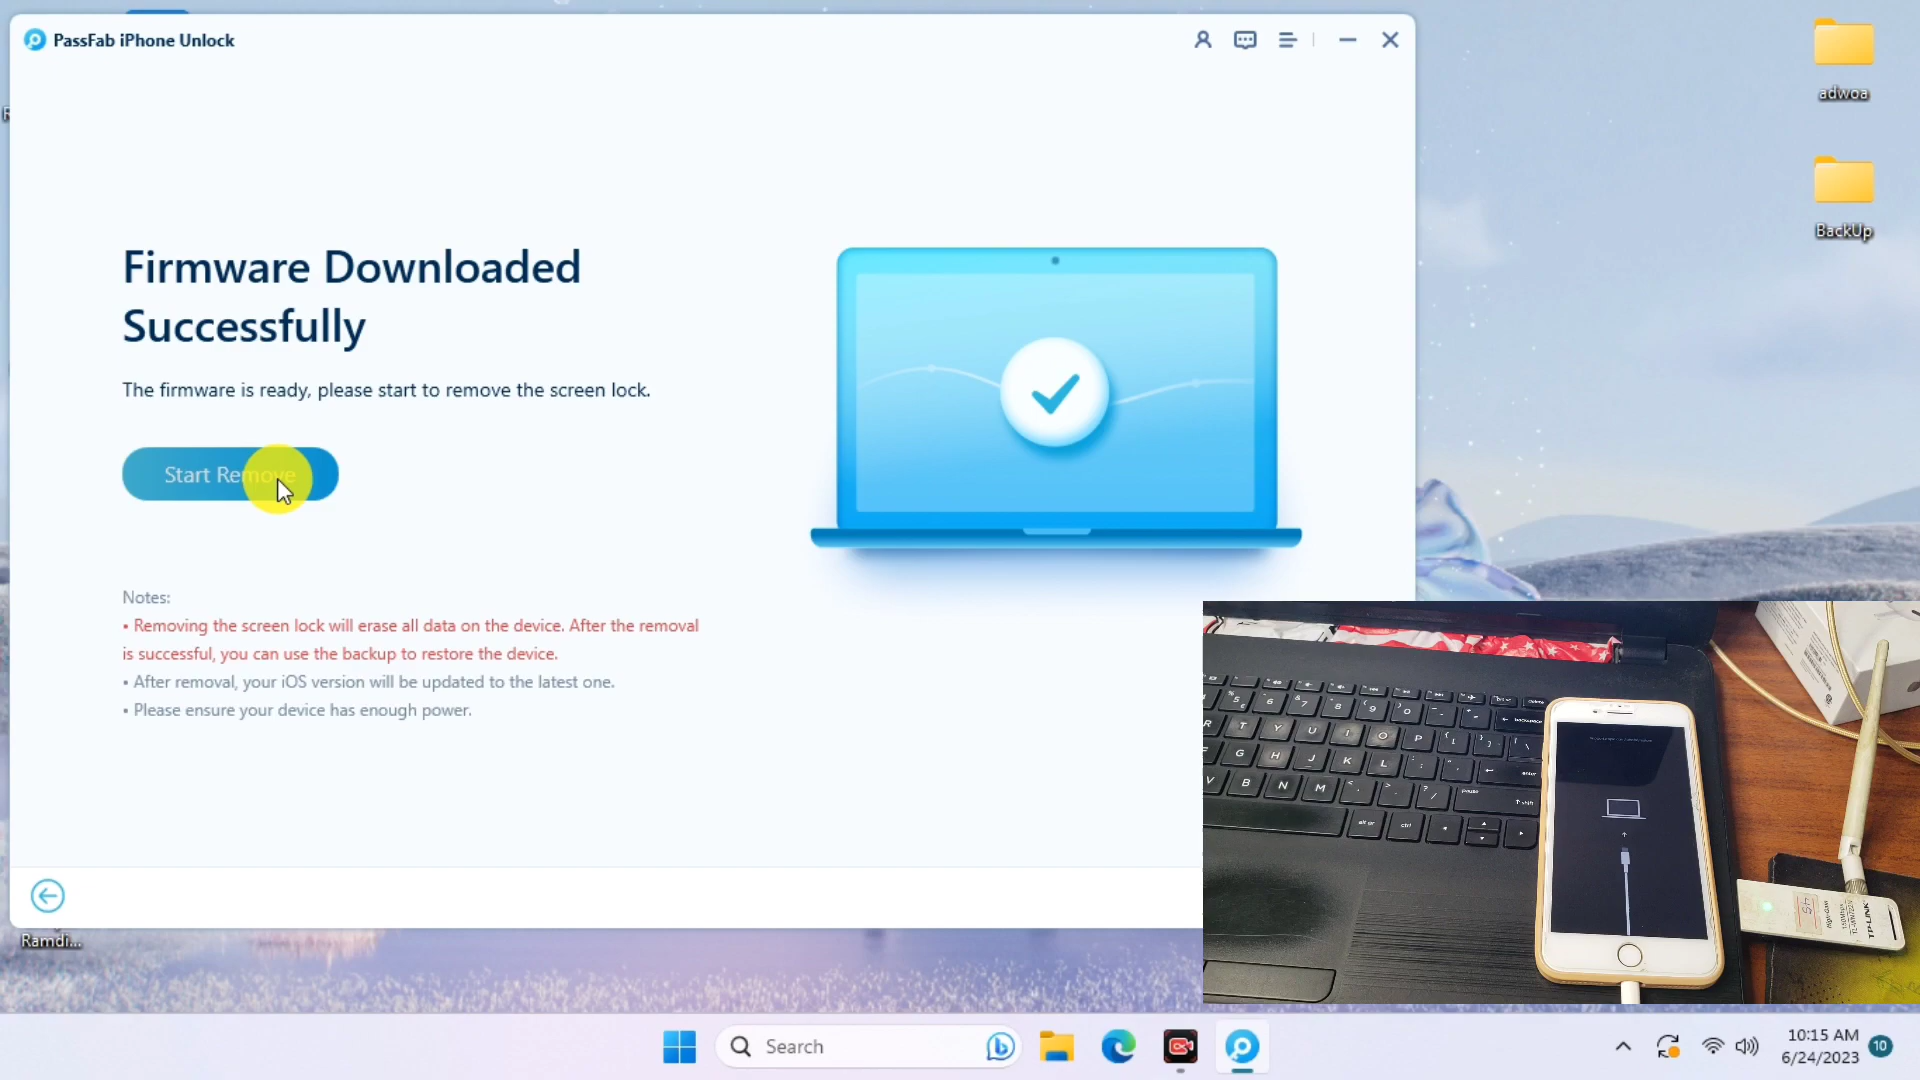 PassFab iPhone Unlock
adwoa
BackUp
Firmware Downloaded
Successfully
The firmware is ready, please start to remove the screen lock.
Start Remove
Notes:
• Removing the screen lock will erase all data on the device. After the removal
is successful, you can use the backup to restore the device.
• After removal, your iOS version will be updated to the latest one.
• Please ensure your device has enough power.
Ramdi...
TP-LINK
Search
10:15 AM
6/24/2023
10